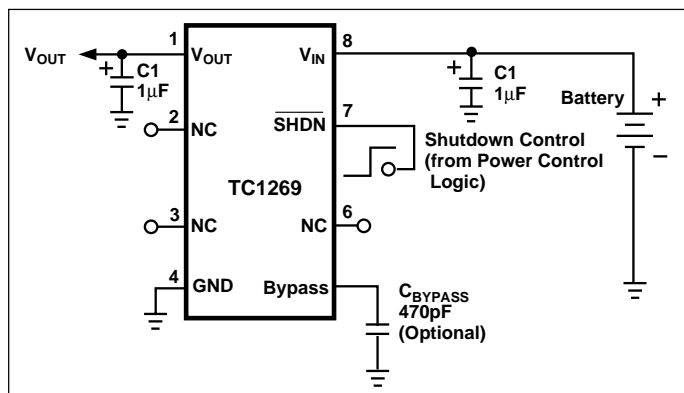 1
8
VOUT
VOUT
VIN
+
C1
1µF
+
C1
1µF
Battery
+
−
2
NC
7
SHDN
Shutdown Control
(from Power Control
Logic)
TC1269
3
NC
6
NC
4
GND
Bypass
CBYPASS
470pF
(Optional)